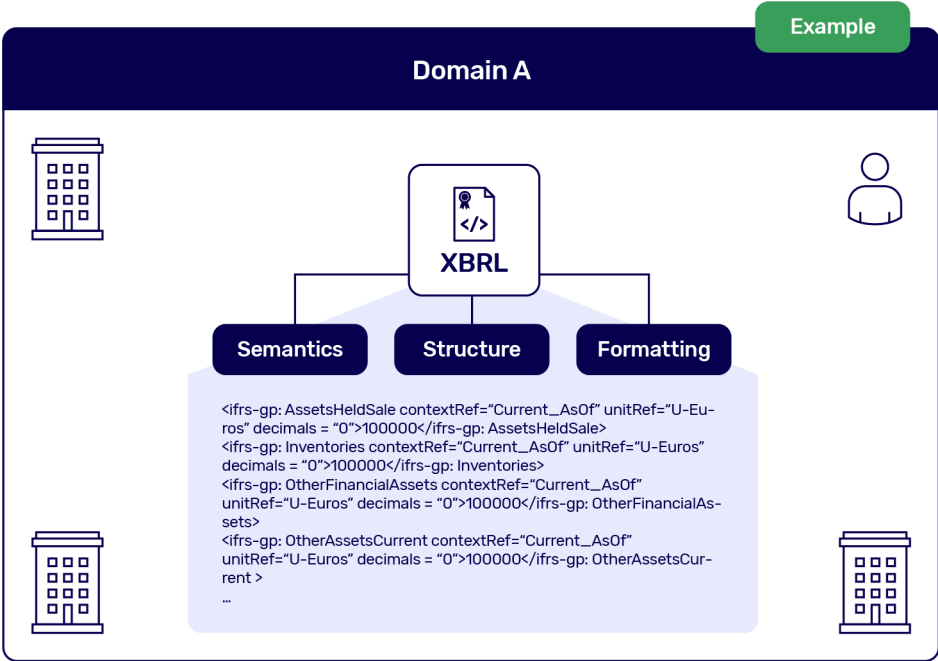 Example
Domain A
</>
XBRL
Semantics
Structure
Formatting
<ifrs-gp: AssetsHeldSale contextRef=“Current_AsOf” unitRef=“U-Eu-
ros” decimals = “0”>100000</ifrs-gp: AssetsHeldSale>
<ifrs-gp: Inventories contextRef=“Current_AsOf” unitRef=“U-Euros”
decimals = “0”>100000</ifrs-gp: Inventories>
<ifrs-gp: OtherFinancialAssets contextRef=“Current_AsOf”
unitRef=“U-Euros” decimals = “0”>100000</ifrs-gp: OtherFinancialAs-
sets>
<ifrs-gp: OtherAssetsCurrent contextRef=“Current_AsOf”
unitRef=“U-Euros” decimals = “0”>100000</ifrs-gp: OtherAssetsCur-
rent >
...